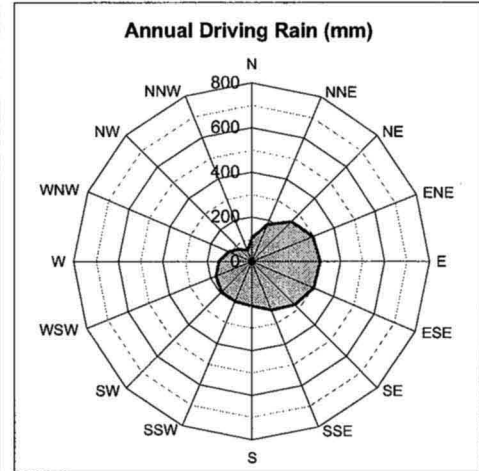 Annual Driving Rain (mm)
N
NNW 800 NNE
NW 600 NE
WNW 400 ENE
200
W 0 E
WSW ESE
SW SE
SSW SSE
S